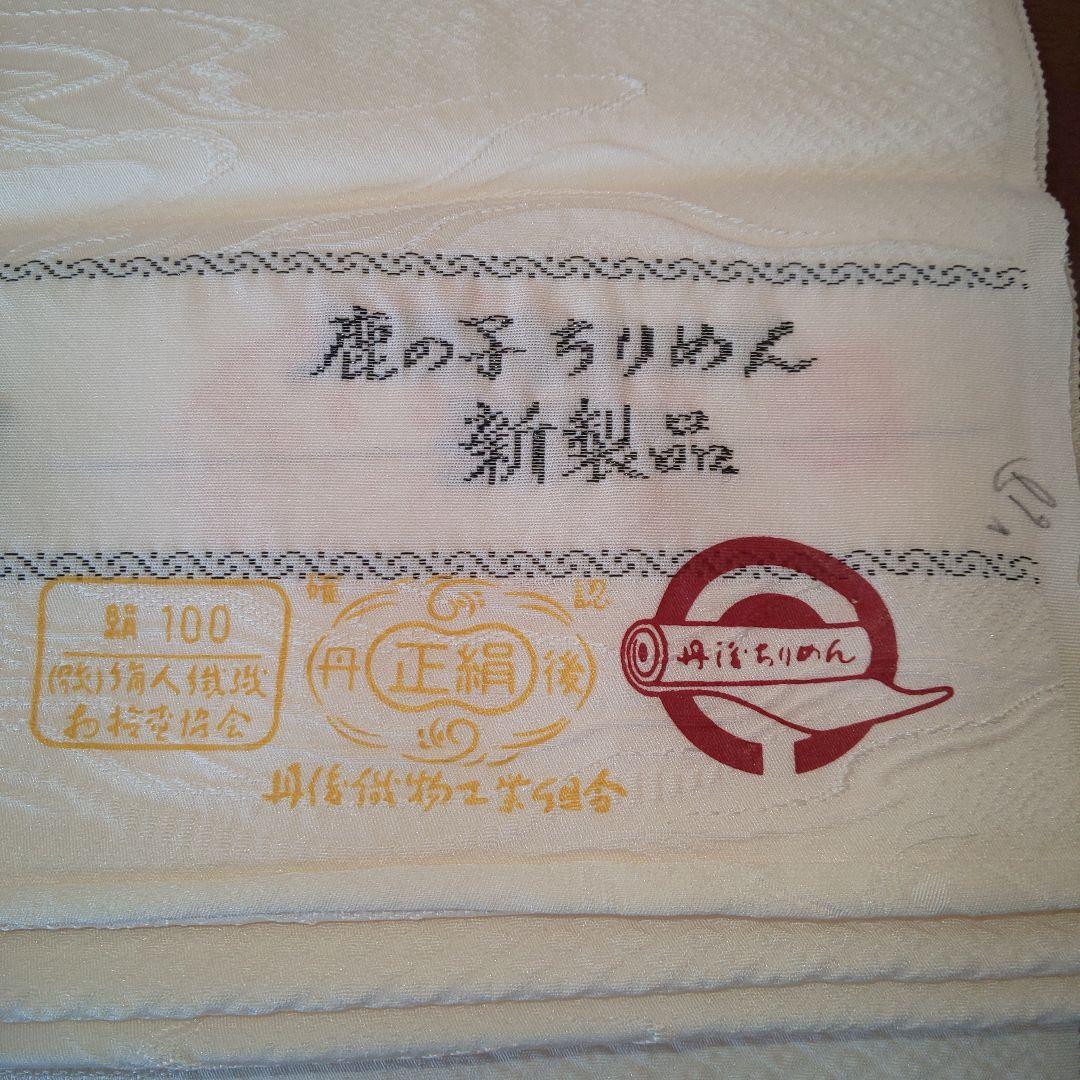 鹿の子 ちりめん
新製品
絹 100
(財)絹人繊織
物検査協会
確認
丹 正絹 後
丹後織物工業組合
丹後ちりめん